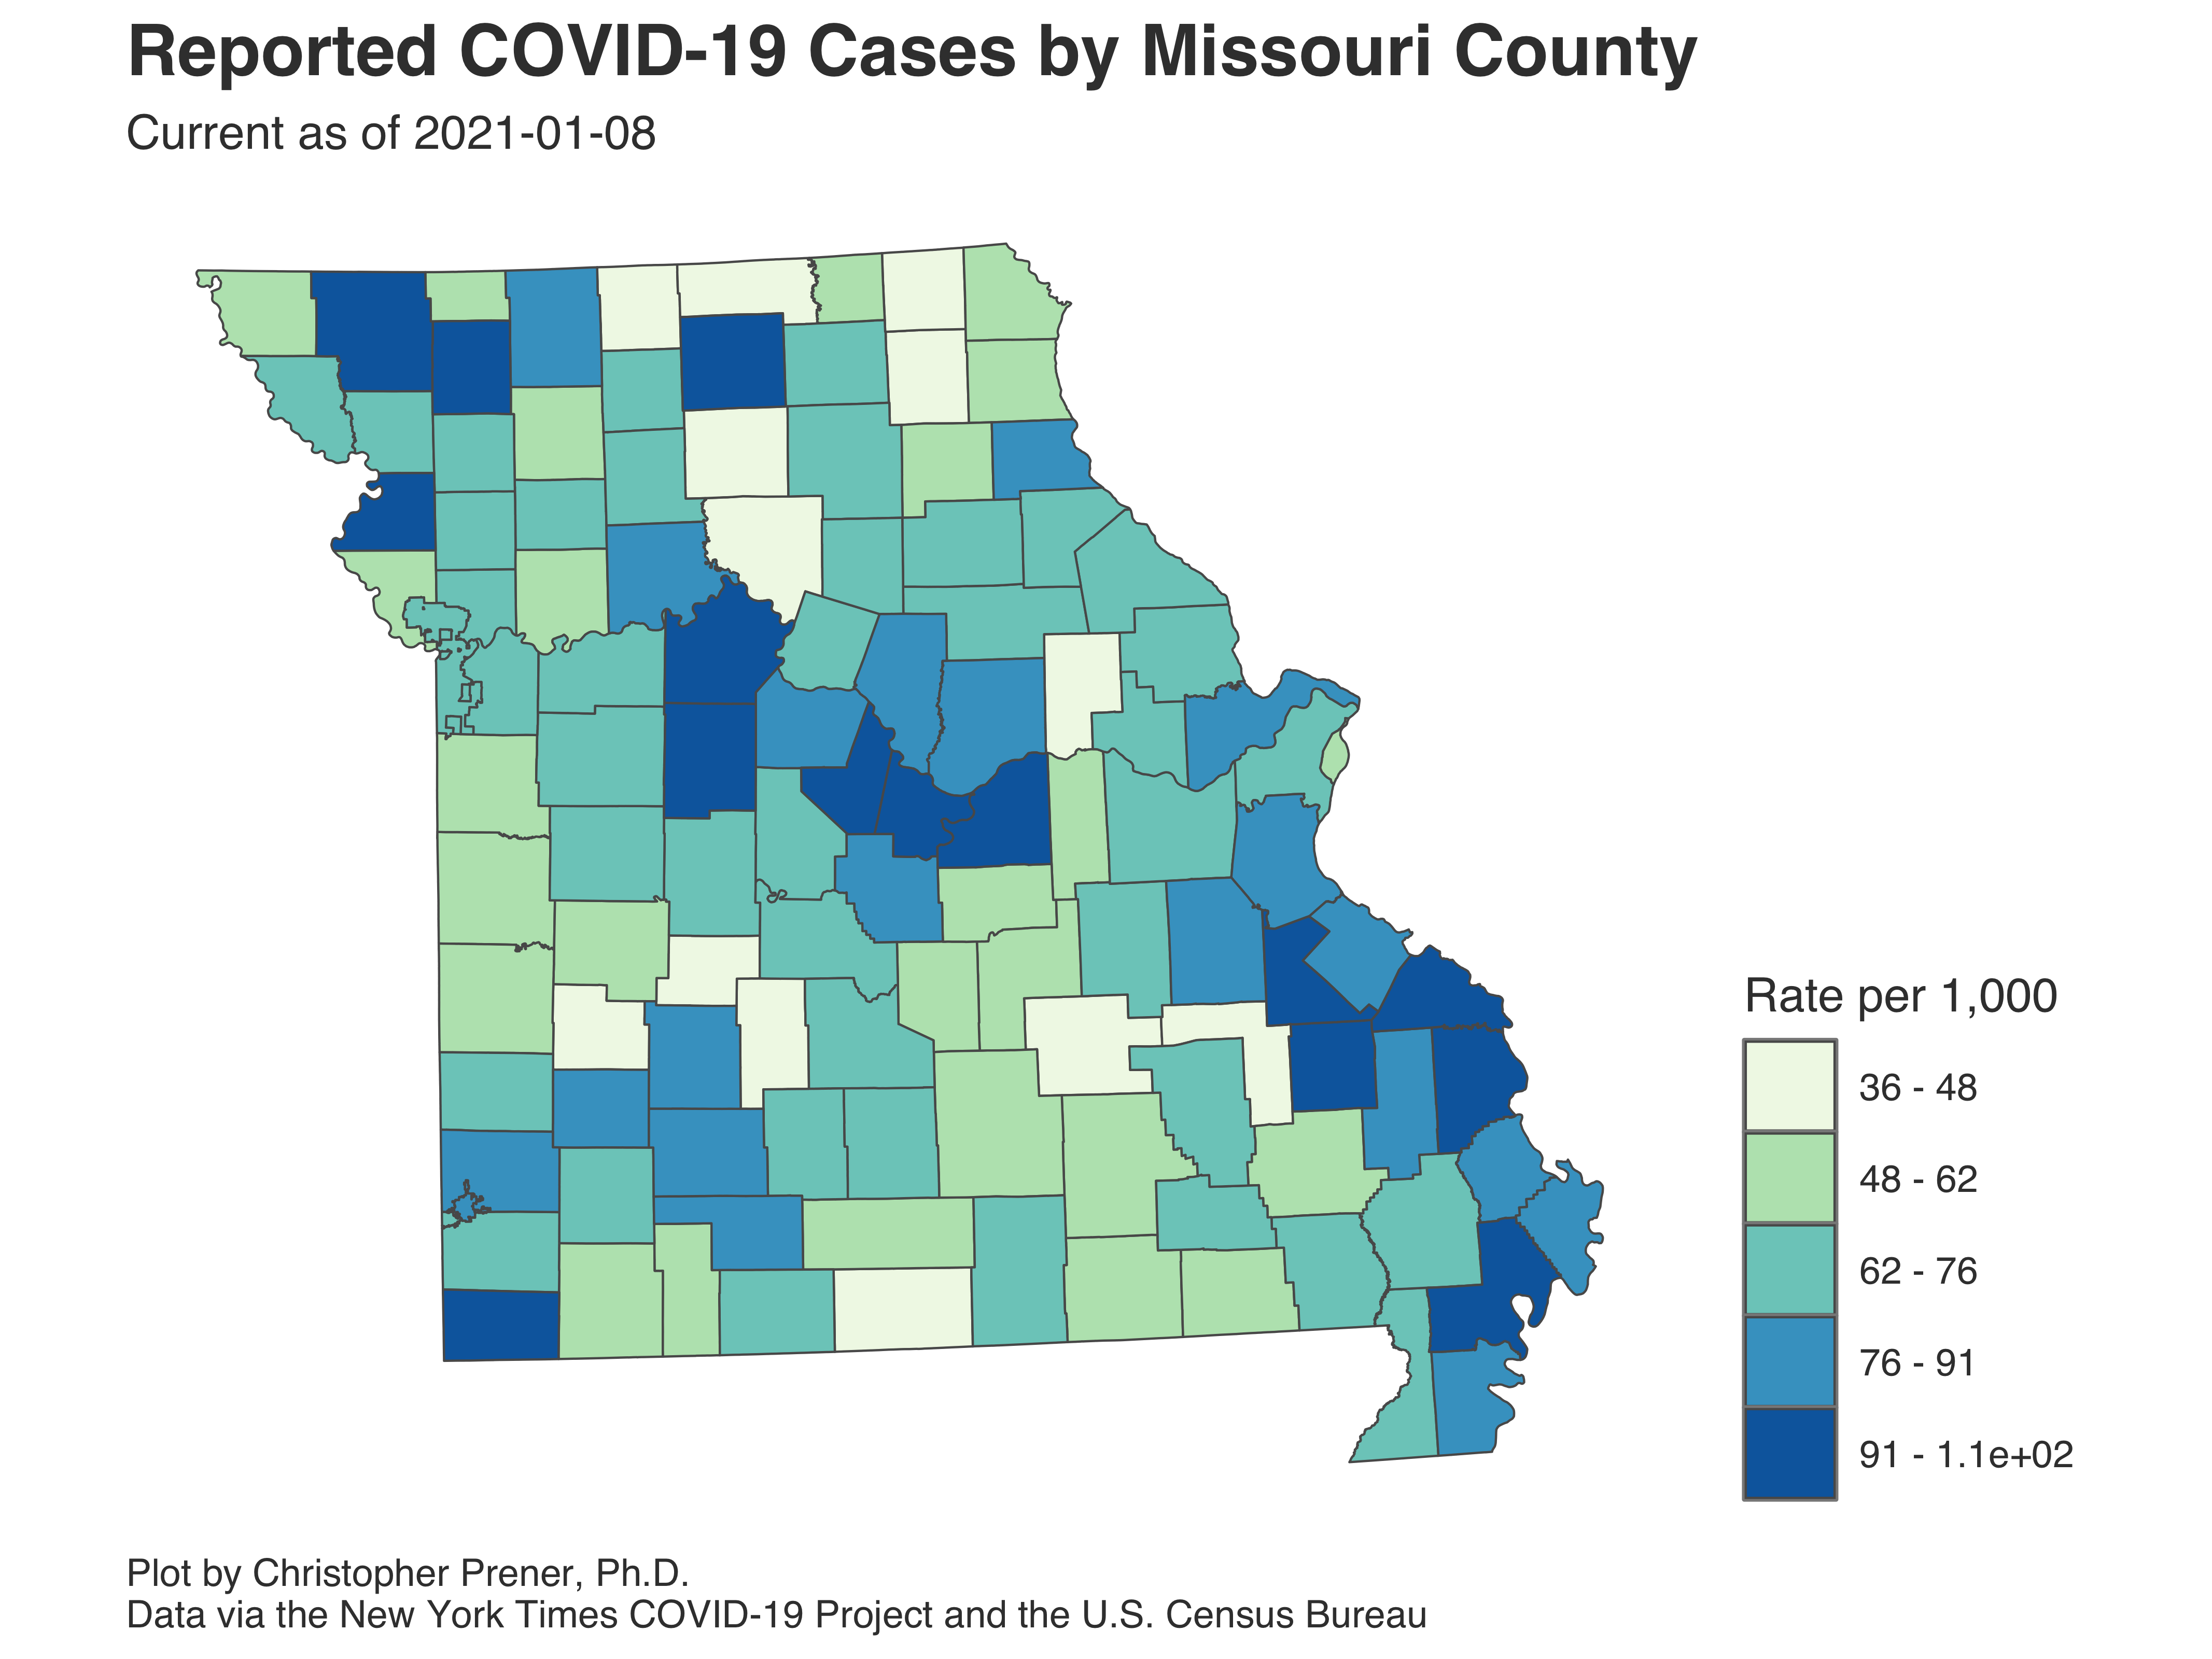 Reported COVID-19 Cases by Missouri County
Current as of 2021-01-08
Rate per 1,000
36 - 48
48 - 62
62 - 76
76 - 91
91 - 1.1e+02
Plot by Christopher Prener, Ph.D.
Data via the New York Times COVID-19 Project and the U.S. Census Bureau